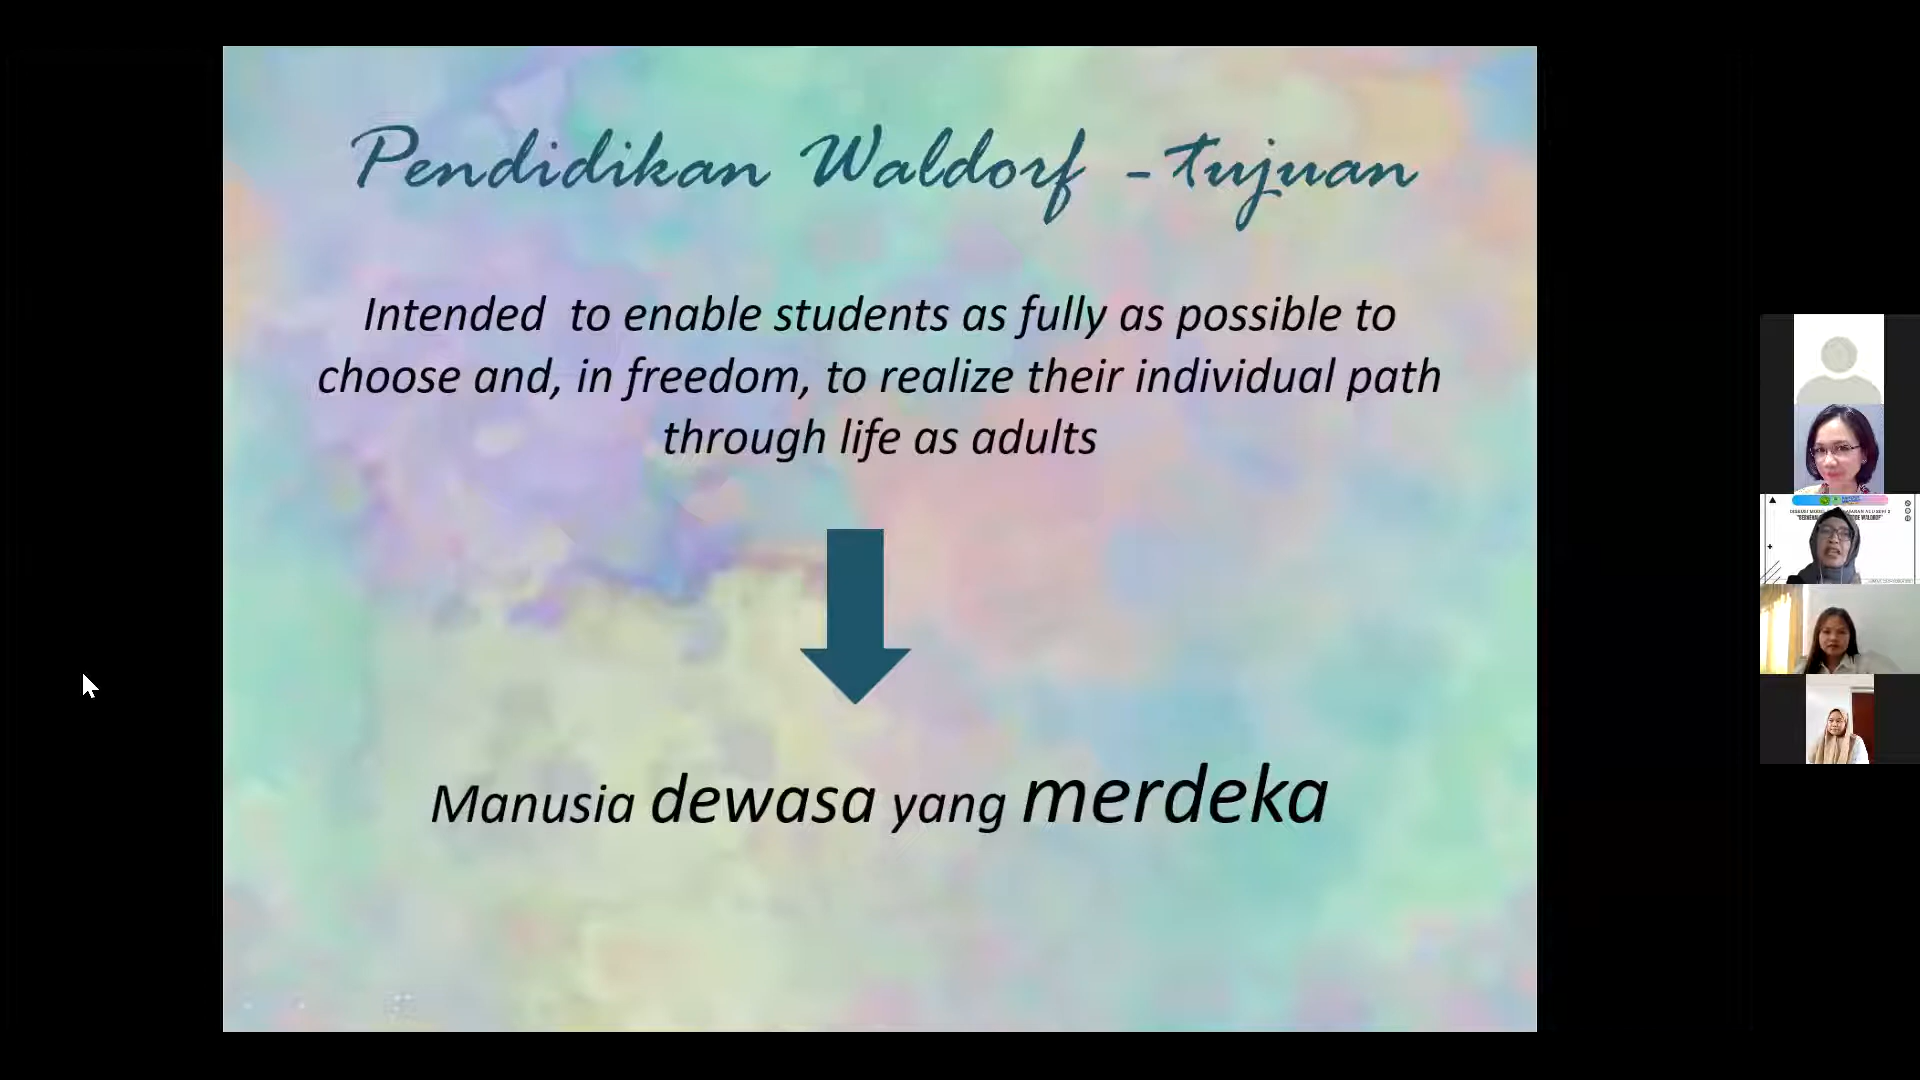 Pendidikan Waldorf - tujuan
Intended to enable students as fully as possible to
choose and, in freedom, to realize their individual path
through life as adults
Manusia dewasa yang merdeka